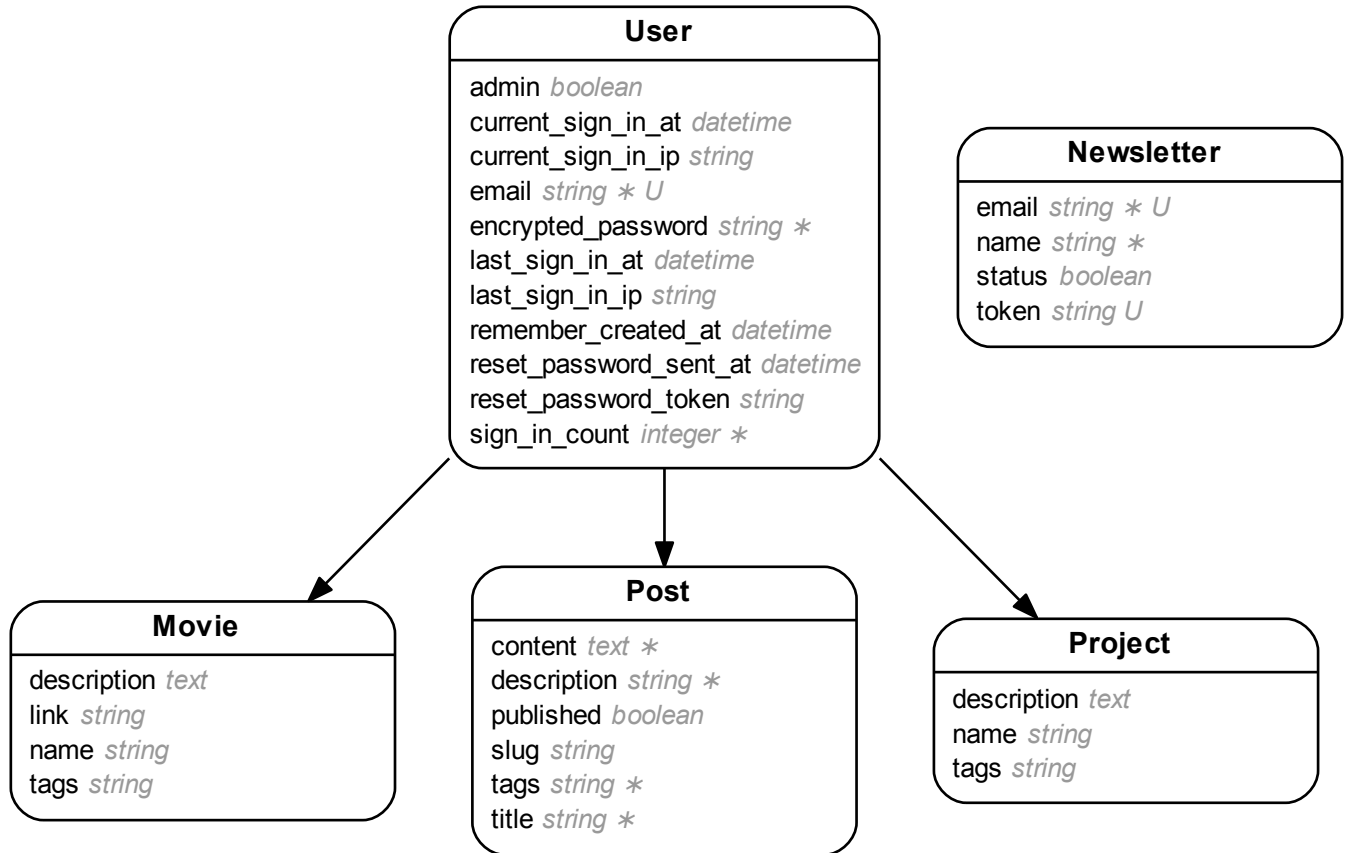 User
admin boolean
current_sign_in_at datetime
current_sign_in_ip string
email string ∗ U
encrypted_password string ∗
last_sign_in_at datetime
last_sign_in_ip string
remember_created_at datetime
reset_password_sent_at datetime
reset_password_token string
sign_in_count integer ∗
Newsletter
email string ∗ U
name string ∗
status boolean
token string U
Movie
description text
link string
name string
tags string
Post
content text ∗
description string ∗
published boolean
slug string
tags string ∗
title string ∗
Project
description text
name string
tags string